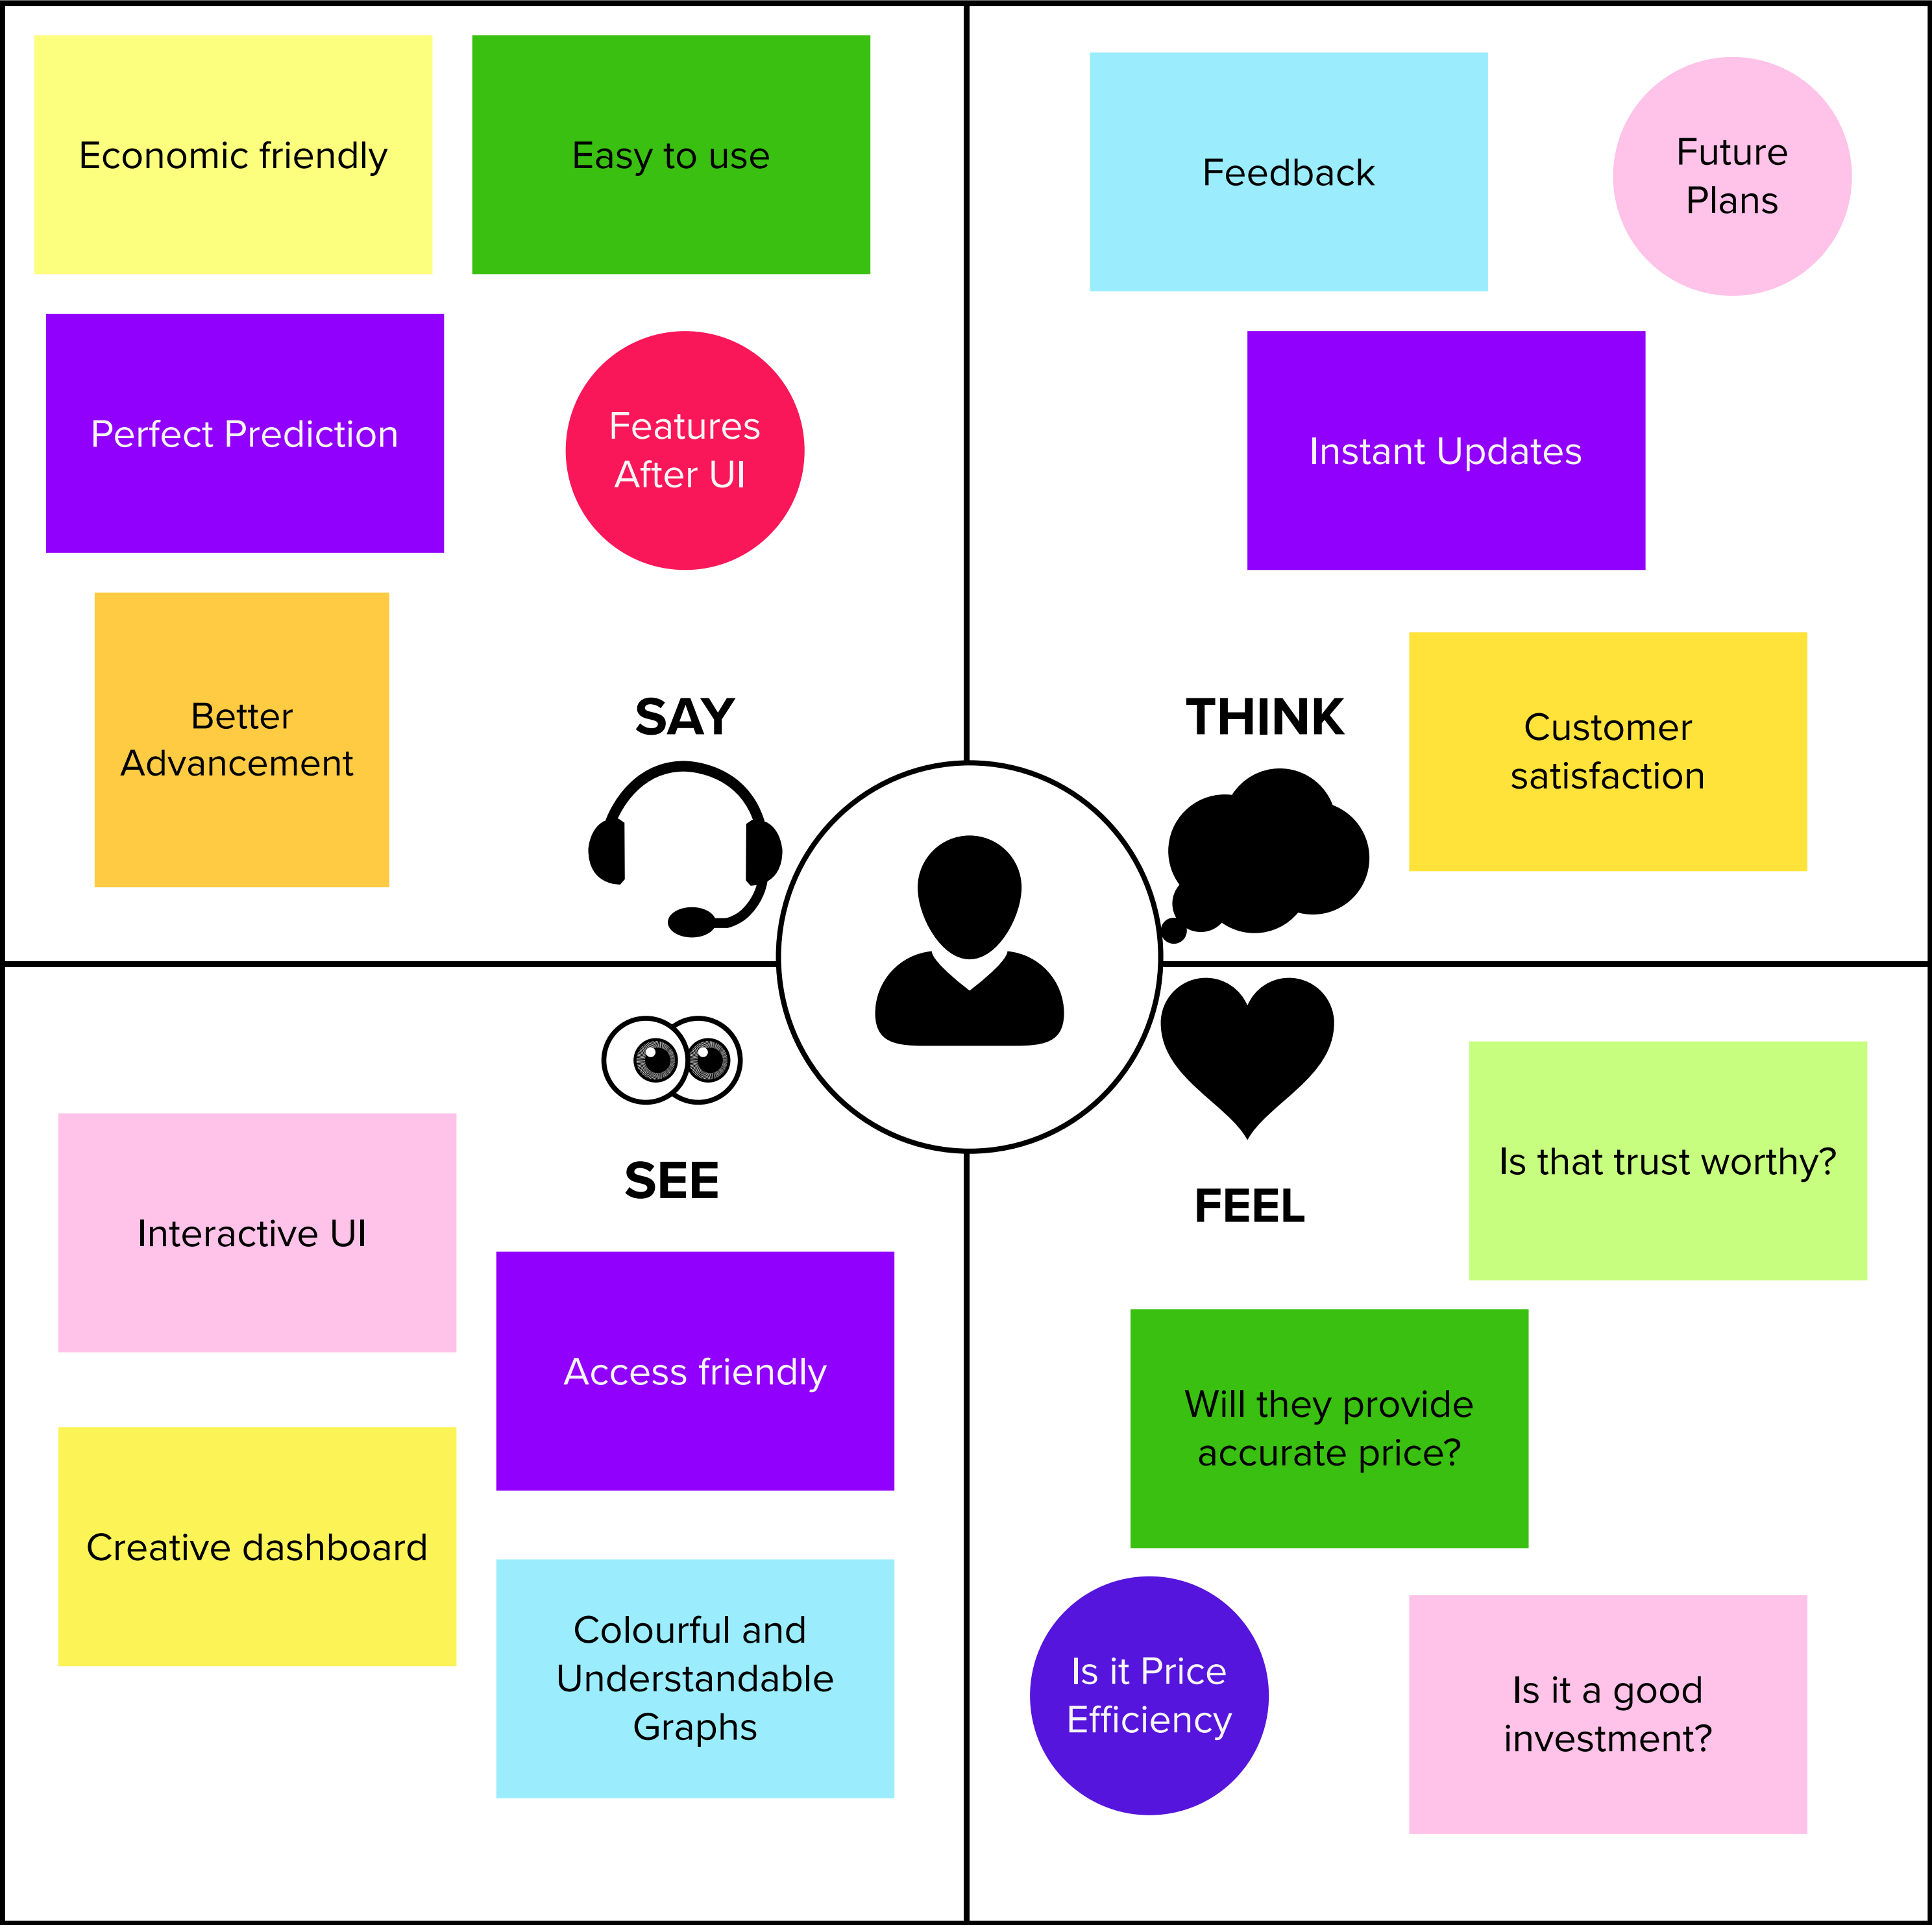 Economic friendly
Easy to use
Perfect Prediction
Features
After UI
Better
Advancement
SAY
Feedback
Future
Plans
Instant Updates
Customer
satisfaction
THINK
SEE
Interactive UI
Access friendly
Creative dashboard
Colourful and
Understandable
Graphs
FEEL
Is that trust worthy?
Will they provide
accurate price?
Is it Price
Efficiency
Is it a good
investment?